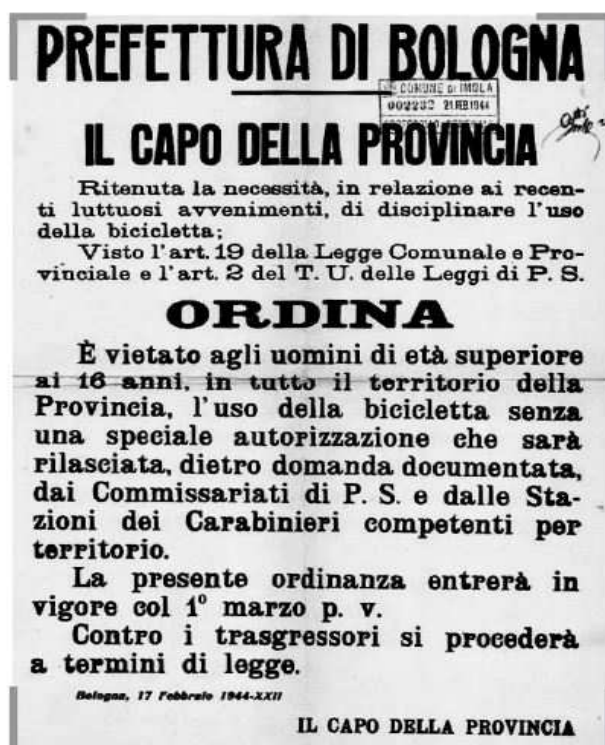 PREFETTURA DI BOLOGNA
COMUNE DI IMOLA
002232 21 FEB 1944
IL CAPO DELLA PROVINCIA
Ritenuta la necessità, in relazione ai recen-
ti luttuosi avvenimenti, di disciplinare l'uso
della bicicletta;
Visto l'art. 19 della Legge Comunale e Pro-
vinciale e l'art. 2 del T. U. delle Leggi di P. S.
ORDINA
È vietato agli uomini di età superiore
ai 16 anni, in tutto il territorio della
Provincia, l'uso della bicicletta senza
una speciale autorizzazione che sarà
rilasciata, dietro domanda documentata,
dai Commissariati di P. S. e dalle Sta-
zioni dei Carabinieri competenti per
territorio.
La presente ordinanza entrerà in
vigore col 1° marzo p. v.
Contro i trasgressori si procederà
a termini di legge.
Bologna, 17 Febbraio 1944-XXII
IL CAPO DELLA PROVINCIA